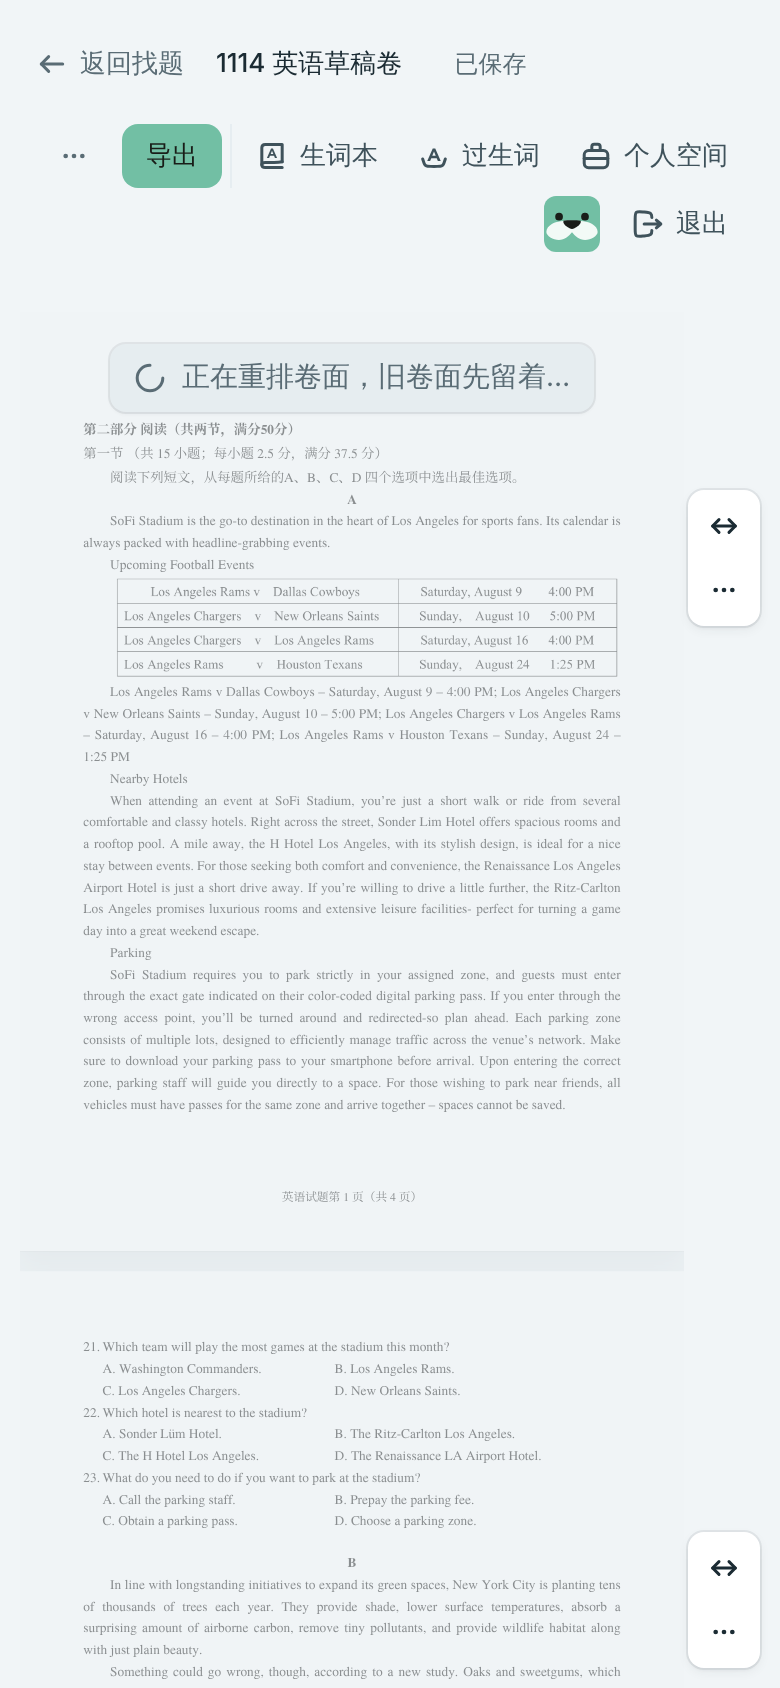 返回找题 1114 英语草稿卷 已保存
导出 生词本 过生词 个人空间
退出
正在重排卷面，旧卷面先留着...
第二部分 阅读（共两节，满分50分）
第一节 （共 15 小题；每小题 2.5 分，满分 37.5 分）
阅读下列短文，从每题所给的A、B、C、D 四个选项中选出最佳选项。
A
SoFi Stadium is the go-to destination in the heart of Los Angeles for sports fans. Its calendar is
always packed with headline-grabbing events.
Upcoming Football Events
Los Angeles Rams v Dallas Cowboys Saturday, August 9 4:00 PM
Los Angeles Chargers v New Orleans Saints Sunday, August 10 5:00 PM
Los Angeles Chargers v Los Angeles Rams Saturday, August 16 4:00 PM
Los Angeles Rams v Houston Texans Sunday, August 24 1:25 PM
Los Angeles Rams v Dallas Cowboys – Saturday, August 9 – 4:00 PM; Los Angeles Chargers
v New Orleans Saints – Sunday, August 10 – 5:00 PM; Los Angeles Chargers v Los Angeles Rams
– Saturday, August 16 – 4:00 PM; Los Angeles Rams v Houston Texans – Sunday, August 24 –
1:25 PM
Nearby Hotels
When attending an event at SoFi Stadium, you’re just a short walk or ride from several
comfortable and classy hotels. Right across the street, Sonder Lim Hotel offers spacious rooms and
a rooftop pool. A mile away, the H Hotel Los Angeles, with its stylish design, is ideal for a nice
stay between events. For those seeking both comfort and convenience, the Renaissance Los Angeles
Airport Hotel is just a short drive away. If you’re willing to drive a little further, the Ritz-Carlton
Los Angeles promises luxurious rooms and extensive leisure facilities- perfect for turning a game
day into a great weekend escape.
Parking
SoFi Stadium requires you to park strictly in your assigned zone, and guests must enter
through the exact gate indicated on their color-coded digital parking pass. If you enter through the
wrong access point, you’ll be turned around and redirected-so plan ahead. Each parking zone
consists of multiple lots, designed to efficiently manage traffic across the venue’s network. Make
sure to download your parking pass to your smartphone before arrival. Upon entering the correct
zone, parking staff will guide you directly to a space. For those wishing to park near friends, all
vehicles must have passes for the same zone and arrive together – spaces cannot be saved.
英语试题第 1 页（共 4 页）
21. Which team will play the most games at the stadium this month?
A. Washington Commanders. B. Los Angeles Rams.
C. Los Angeles Chargers. D. New Orleans Saints.
22. Which hotel is nearest to the stadium?
A. Sonder Lüm Hotel. B. The Ritz-Carlton Los Angeles.
C. The H Hotel Los Angeles. D. The Renaissance LA Airport Hotel.
23. What do you need to do if you want to park at the stadium?
A. Call the parking staff. B. Prepay the parking fee.
C. Obtain a parking pass. D. Choose a parking zone.
B
In line with longstanding initiatives to expand its green spaces, New York City is planting tens
of thousands of trees each year. They provide shade, lower surface temperatures, absorb a
surprising amount of airborne carbon, remove tiny pollutants, and provide wildlife habitat along
with just plain beauty.
Something could go wrong, though, according to a new study. Oaks and sweetgums, which